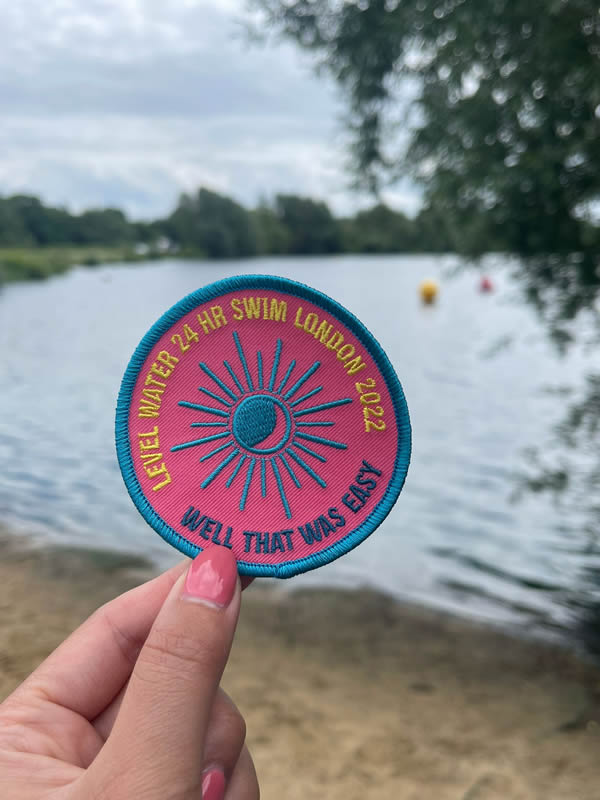 LEVEL WATER 24 HR SWIM LONDON 2022
WELL THAT WAS EASY